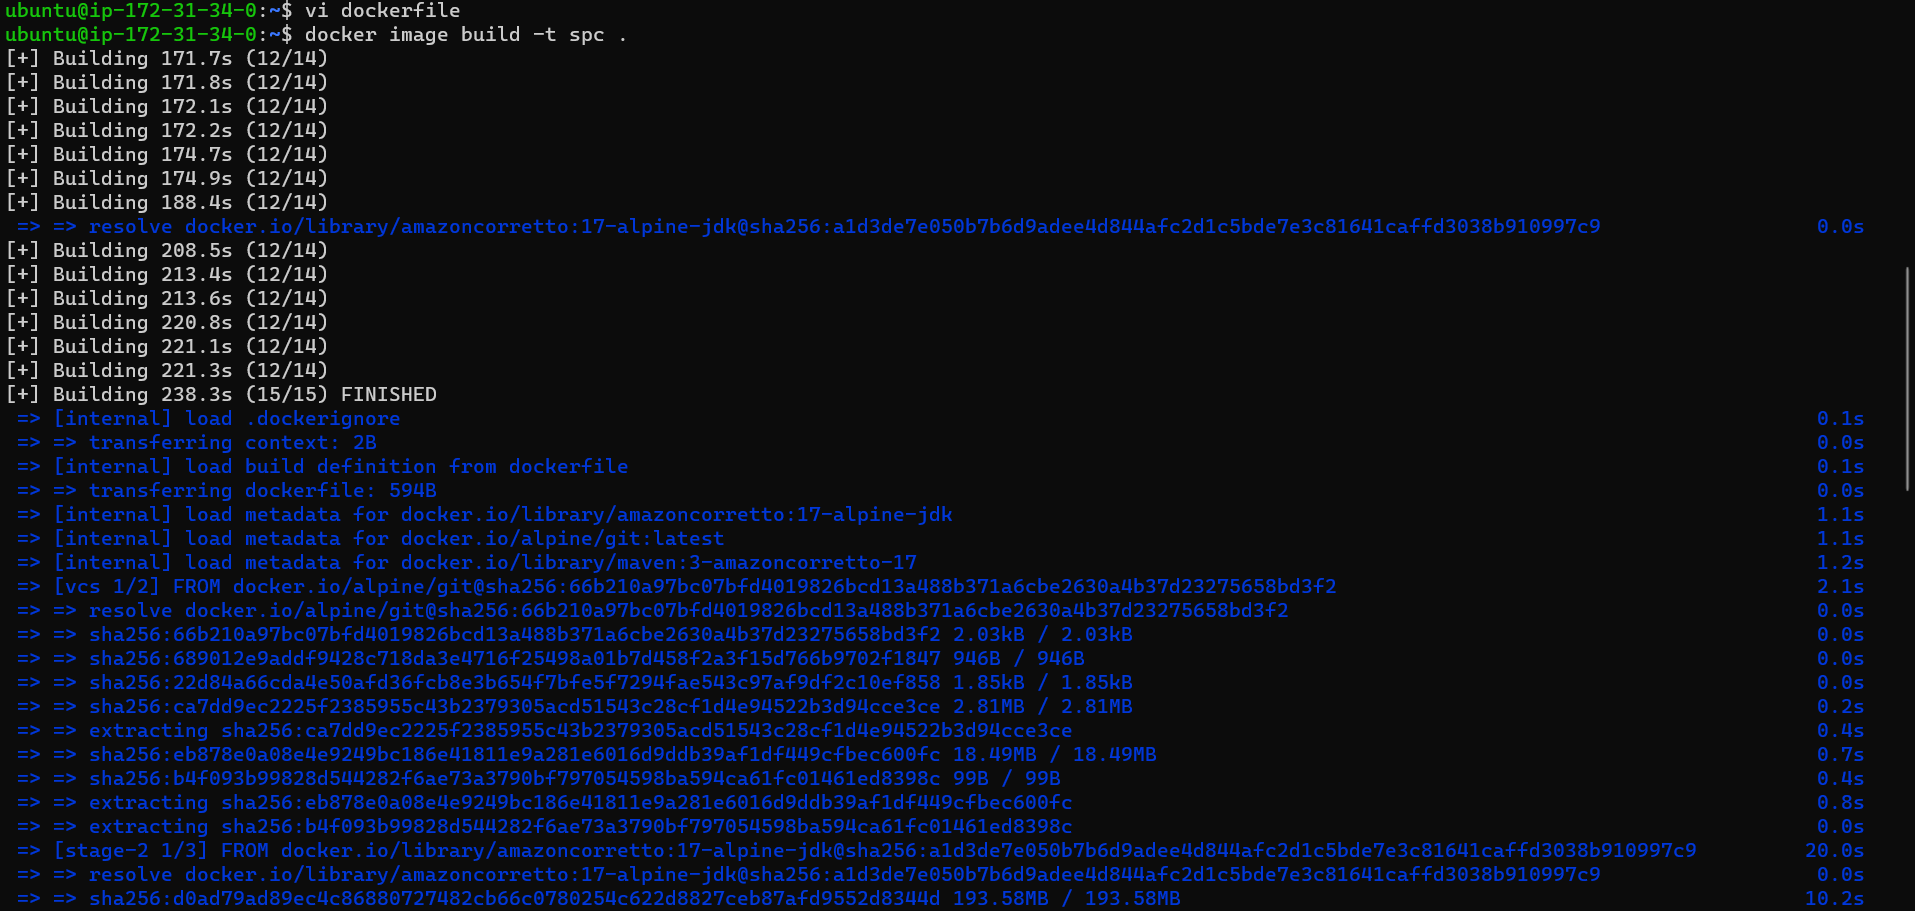 ubuntu@ip-172-31-34-0:~$ vi dockerfile
ubuntu@ip-172-31-34-0:~$ docker image build -t spc .
[+] Building 171.7s (12/14)
[+] Building 171.8s (12/14)
[+] Building 172.1s (12/14)
[+] Building 172.2s (12/14)
[+] Building 174.7s (12/14)
[+] Building 174.9s (12/14)
[+] Building 188.4s (12/14)
=> => resolve docker.io/library/amazoncorretto:17-alpine-jdk@sha256:a1d3de7e050b7b6d9adee4d844afc2d1c5bde7e3c81641caffd3038b910997c9 0.0s
[+] Building 208.5s (12/14)
[+] Building 213.4s (12/14)
[+] Building 213.6s (12/14)
[+] Building 220.8s (12/14)
[+] Building 221.1s (12/14)
[+] Building 221.3s (12/14)
[+] Building 238.3s (15/15) FINISHED
=> [internal] load .dockerignore 0.1s
=> => transferring context: 2B 0.0s
=> [internal] load build definition from dockerfile 0.1s
=> => transferring dockerfile: 594B 0.0s
=> [internal] load metadata for docker.io/library/amazoncorretto:17-alpine-jdk 1.1s
=> [internal] load metadata for docker.io/alpine/git:latest 1.1s
=> [internal] load metadata for docker.io/library/maven:3-amazoncorretto-17 1.2s
=> [vcs 1/2] FROM docker.io/alpine/git@sha256:66b210a97bc07bfd4019826bcd13a488b371a6cbe2630a4b37d23275658bd3f2 2.1s
=> => resolve docker.io/alpine/git@sha256:66b210a97bc07bfd4019826bcd13a488b371a6cbe2630a4b37d23275658bd3f2 0.0s
=> => sha256:66b210a97bc07bfd4019826bcd13a488b371a6cbe2630a4b37d23275658bd3f2 2.03kB / 2.03kB 0.0s
=> => sha256:689012e9addf9428c718da3e4716f25498a01b7d458f2a3f15d766b9702f1847 946B / 946B 0.0s
=> => sha256:22d84a66cda4e50afd36fcb8e3b654f7bfe5f7294fae543c97af9df2c10ef858 1.85kB / 1.85kB 0.0s
=> => sha256:ca7dd9ec2225f2385955c43b2379305acd51543c28cf1d4e94522b3d94cce3ce 2.81MB / 2.81MB 0.2s
=> => extracting sha256:ca7dd9ec2225f2385955c43b2379305acd51543c28cf1d4e94522b3d94cce3ce 0.4s
=> => sha256:eb878e0a08e4e9249bc186e41811e9a281e6016d9ddb39af1df449cfbec600fc 18.49MB / 18.49MB 0.7s
=> => sha256:b4f093b99828d544282f6ae73a3790bf797054598ba594ca61fc01461ed8398c 99B / 99B 0.4s
=> => extracting sha256:eb878e0a08e4e9249bc186e41811e9a281e6016d9ddb39af1df449cfbec600fc 0.8s
=> => extracting sha256:b4f093b99828d544282f6ae73a3790bf797054598ba594ca61fc01461ed8398c 0.0s
=> [stage-2 1/3] FROM docker.io/library/amazoncorretto:17-alpine-jdk@sha256:a1d3de7e050b7b6d9adee4d844afc2d1c5bde7e3c81641caffd3038b910997c9 20.0s
=> => resolve docker.io/library/amazoncorretto:17-alpine-jdk@sha256:a1d3de7e050b7b6d9adee4d844afc2d1c5bde7e3c81641caffd3038b910997c9 0.0s
=> => sha256:d0ad79ad89ec4c86880727482cb66c0780254c622d8827ceb87afd9552d8344d 193.58MB / 193.58MB 10.2s